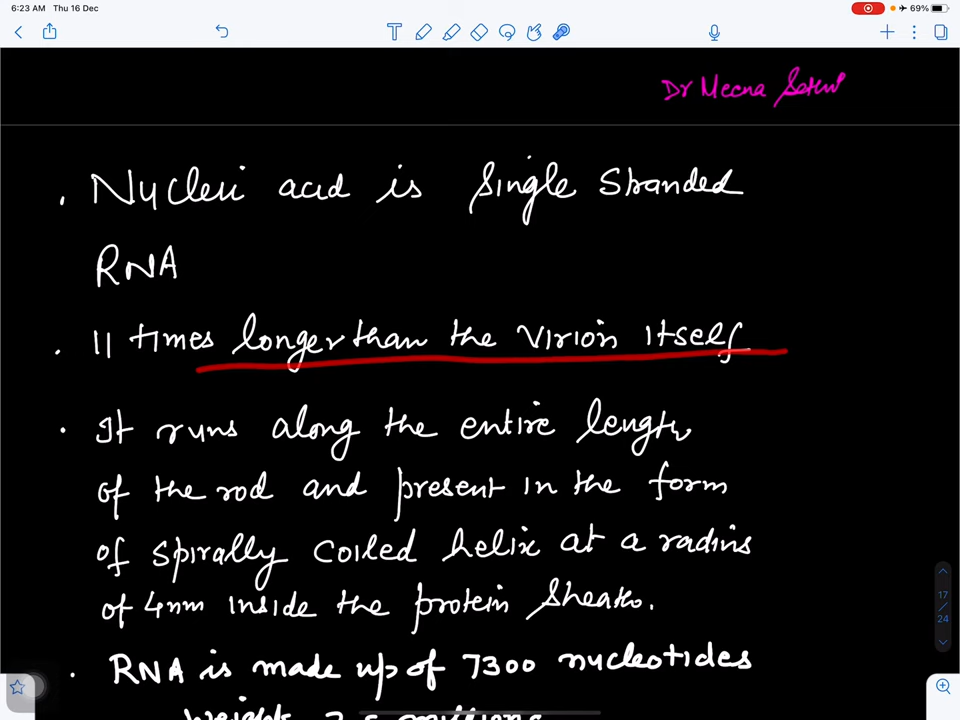 6:23 AM Thu 16 Dec
69%
Dr Meena
. Nucleic acid is Single Stranded
RNA
. 11 times longer than the Virion itself
. It runs along the entire length
of the rod and present in the form
of spirally coiled helix at a radius
of 4nm inside the protein Sheath.
. RNA is made up of 7300 nucleotides
17
/
24